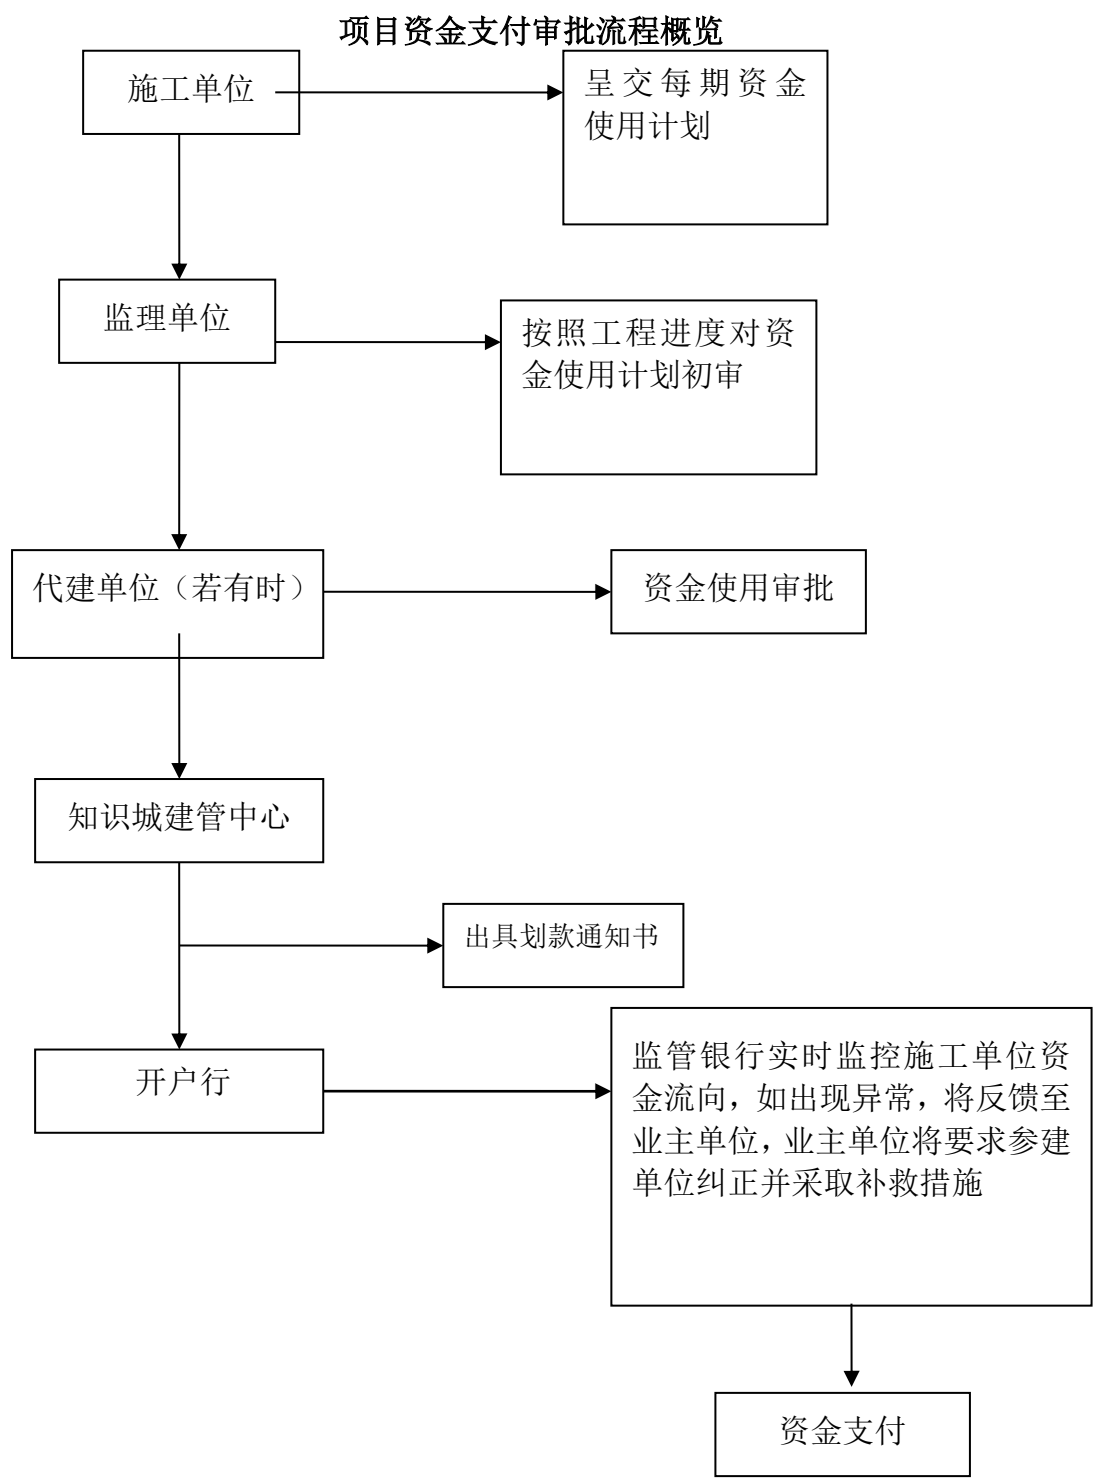 项目资金支付审批流程概览
施工单位
呈交每期资金
使用计划
监理单位
按照工程进度对资
金使用计划初审
代建单位（若有时）
资金使用审批
知识城建管中心
出具划款通知书
开户行
监管银行实时监控施工单位资
金流向，如出现异常，将反馈至
业主单位，业主单位将要求参建
单位纠正并采取补救措施
资金支付